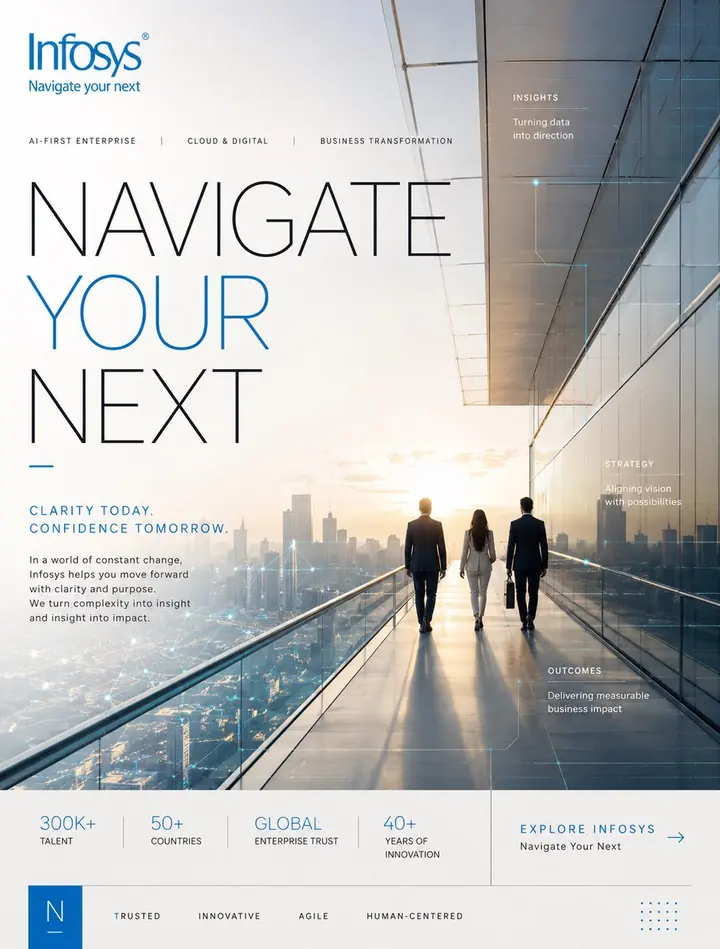 Infosys®
Navigate your next
AI-FIRST ENTERPRISE | CLOUD & DIGITAL | BUSINESS TRANSFORMATION
NAVIGATE
YOUR
NEXT
CLARITY TODAY.
CONFIDENCE TOMORROW.
In a world of constant change,
Infosys helps you move forward
with clarity and purpose.
We turn complexity into insight
and insight into impact.
INSIGHTS
Turning data
into direction
STRATEGY
Aligning vision
with possibilities
OUTCOMES
Delivering measurable
business impact
300K+
TALENT
50+
COUNTRIES
GLOBAL
ENTERPRISE TRUST
40+
YEARS OF
INNOVATION
EXPLORE INFOSYS →
Navigate Your Next
N
TRUSTED INNOVATIVE AGILE HUMAN-CENTERED